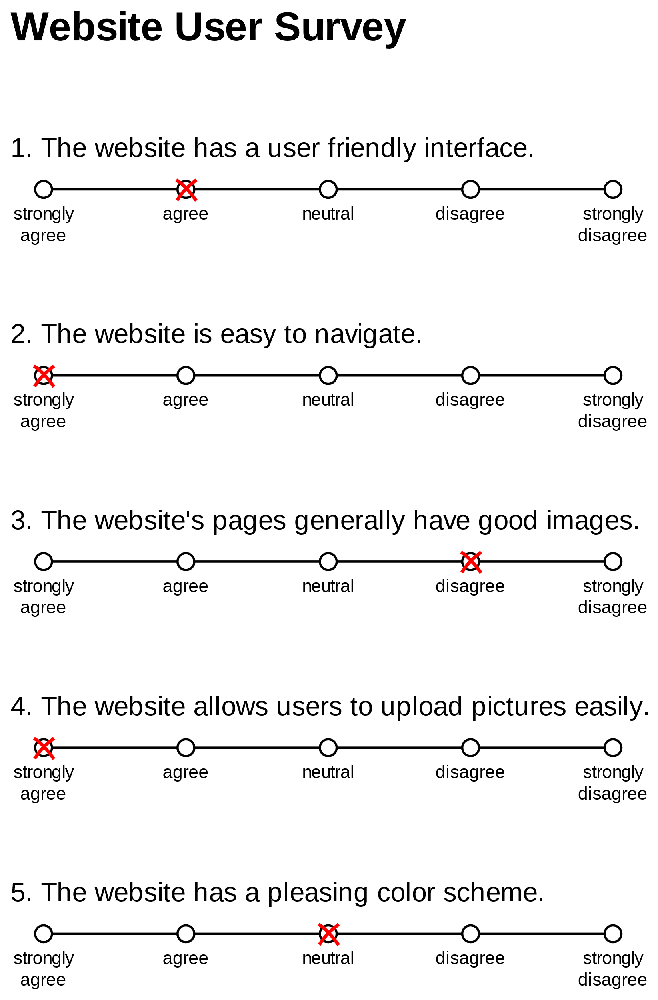 Website User Survey
1. The website has a user friendly interface.
strongly agree
agree
neutral
disagree
strongly disagree
2. The website is easy to navigate.
strongly agree
agree
neutral
disagree
strongly disagree
3. The website's pages generally have good images.
strongly agree
agree
neutral
disagree
strongly disagree
4. The website allows users to upload pictures easily.
strongly agree
agree
neutral
disagree
strongly disagree
5. The website has a pleasing color scheme.
strongly agree
agree
neutral
disagree
strongly disagree